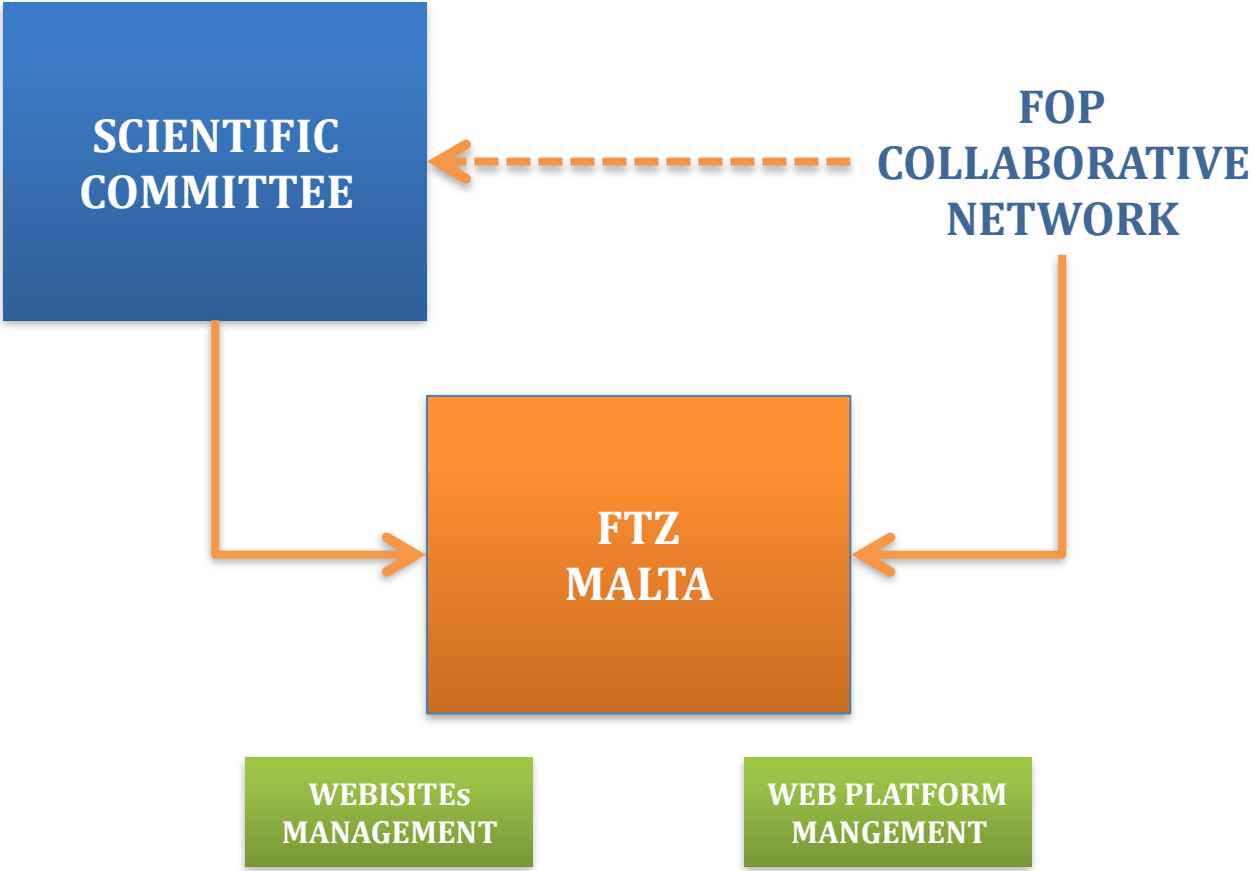 SCIENTIFIC
COMMITTEE
FOP
COLLABORATIVE
NETWORK
FTZ
MALTA
WEBISITEs
MANAGEMENT
WEB PLATFORM
MANGEMENT